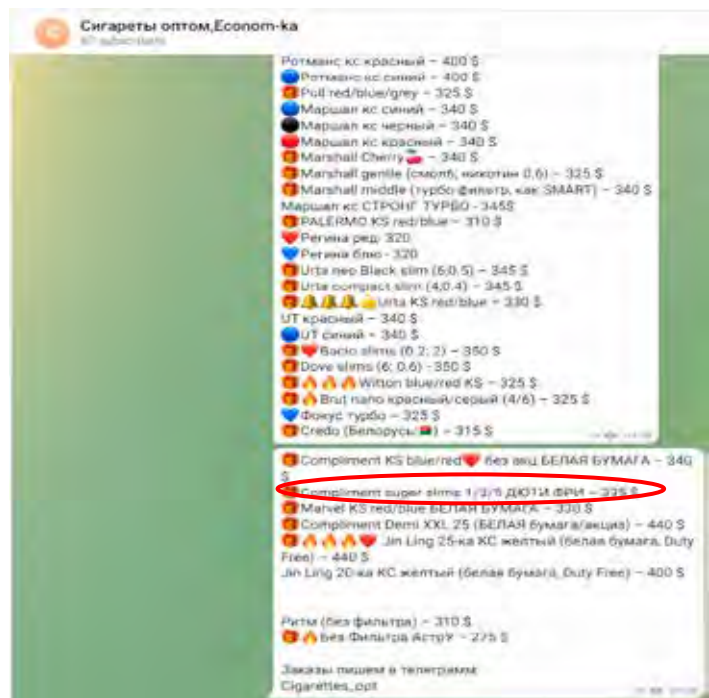 Сигареты оптом,Econom-ka
subscribers
Ротманс кс красный – 400 $
Ротманс кс синий – 400 $
Pull red/blue/grey – 325 $
Маршал кс синий – 340 $
Маршал кс черный – 340 $
Маршал кс красный – 340 $
Marshall Cherry – 340 $
Marshall gentle (смол6, никотин 0,6) – 325 $
Marshall middle (турбо фильтр, как SMART) – 340 $
Маршал кс СТРОНГ ТУРБО - 345$
PALERMO KS red/blue – 310 $
Регина ред- 320
Регина блю - 320
Urta neo Black slim (6;0.5) – 345 $
Urta compact slim (4;0.4) – 345 $
Urta KS red/blue – 330 $
UT красный – 340 $
UT синий – 340 $
Bacio slims – 350 $
Dove slims (6; 0.6) - 350 $
Witton blue/red KS – 325 $
Brut nano красный/серый (4/6) – 325 $
Фокус турбо – 325 $
Credo (Белорусь) – 315 $
Compliment KS blue/red без акц БЕЛАЯ БУМАГА – 340
$
Compliment super slims 1/3/5 ДЮТИ ФРИ – 335 $
Marvel KS red/blue БЕЛАЯ БУМАГА – 330 $
Compliment Demi XXL 25 (БЕЛАЯ бумага/акциз) – 440 $
Jin Ling 25-ка КС желтый (белая бумага, Duty
Free) – 440 $
Jin Ling 20-ка КС желтый (белая бумага, Duty Free) – 400 $
Ритм (без фильтра) – 310 $
Без Фильтра АстрУ – 275 $
Заказы пишем в телеграмм
Cigarettes_opt